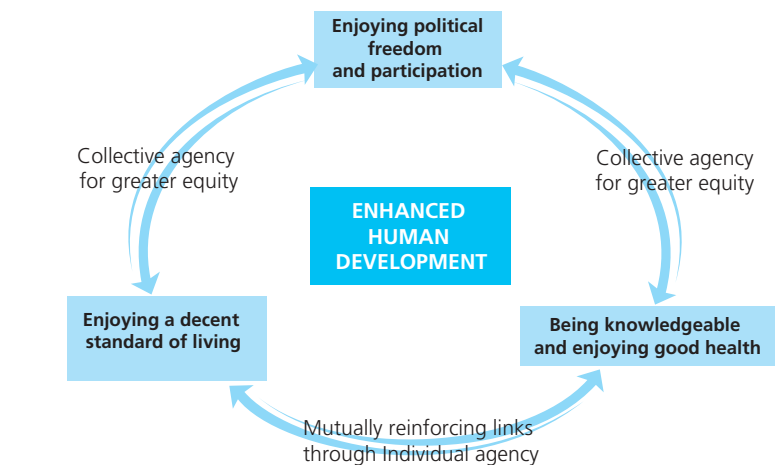 Enjoying political
freedom
and participation
Collective agency
for greater equity
Collective agency
for greater equity
ENHANCED
HUMAN
DEVELOPMENT
Enjoying a decent
standard of living
Being knowledgeable
and enjoying good health
Mutually reinforcing links
through Individual agency